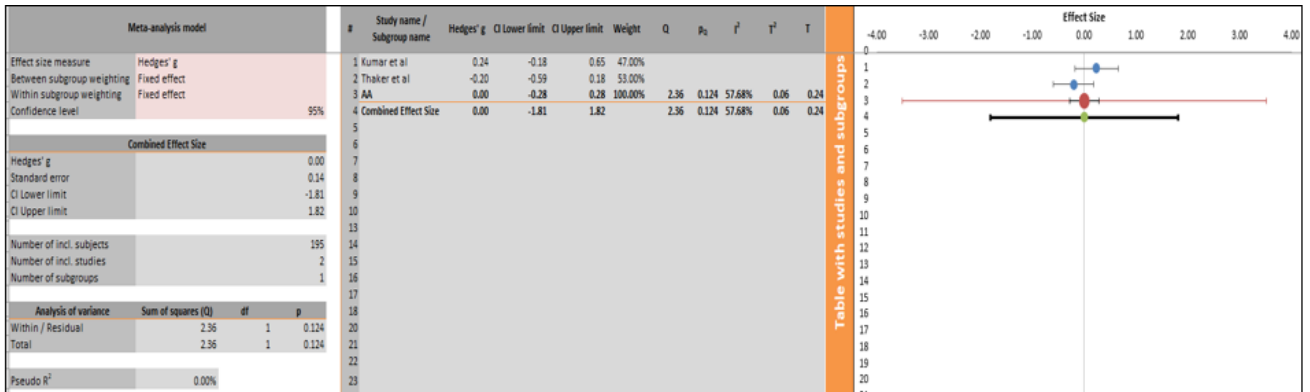 Meta-analysis model
Effect size measure Hedges' g
Between subgroup weighting Fixed effect
Within subgroup weighting Fixed effect
Confidence level 95%
Combined Effect Size
Hedges' g 0.00
Standard error 0.14
CI Lower limit -1.81
CI Upper limit 1.82
Number of incl. subjects 195
Number of incl. studies 2
Number of subgroups 1
Analysis of variance Sum of squares (Q) df p
Within / Residual 2.36 1 0.124
Total 2.36 1 0.124
Pseudo R² 0.00%
# Study name / Subgroup name Hedges' g CI Lower limit CI Upper limit Weight Q pQ I² T² T
1 Kumar et al 0.24 -0.18 0.65 47.00%
2 Thaker et al -0.20 -0.59 0.18 53.00%
3 AA 0.00 -0.28 0.28 100.00% 2.36 0.124 57.68% 0.06 0.24
4 Combined Effect Size 0.00 -1.81 1.82 2.36 0.124 57.68% 0.06 0.24
5
6
7
8
9
10
13
14
15
16
17
18
20
21
22
23
Table with studies and subgroups
Effect Size
-4.00 -3.00 -2.00 -1.00 0.00 1.00 2.00 3.00 4.00
0
1
2
3
4
5
6
7
8
9
10
11
12
13
14
15
16
17
18
19
20